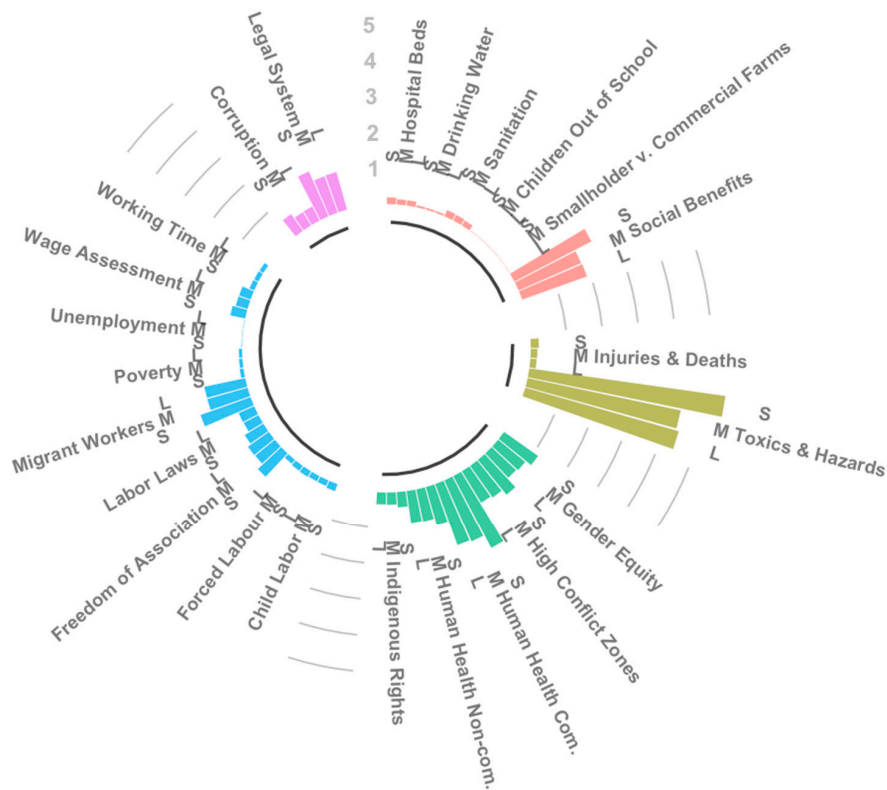 5
4
3
2
1
S
M Hospital Beds
L
S
M Drinking Water
L
S
M Sanitation
L
S
M Children Out of School
L
S
M Smallholder v. Commercial Farms
L
S
M Social Benefits
L
S
M Injuries & Deaths
L
S
M Toxics & Hazards
L
S
M Gender Equity
L
S
M High Conflict Zones
L
S
M Human Health Com.
L
S
M Human Health Non-com.
L
S
M Indigenous Rights
L
S
Child Labor M
L
S
Forced Labour M
L
S
Freedom of Association M
L
S
Labor Laws M
L
S
Migrant Workers M
L
S
Poverty M
L
S
Unemployment M
L
S
Wage Assessment M
L
S
Working Time M
L
S
Corruption M
L
S
Legal System M
L